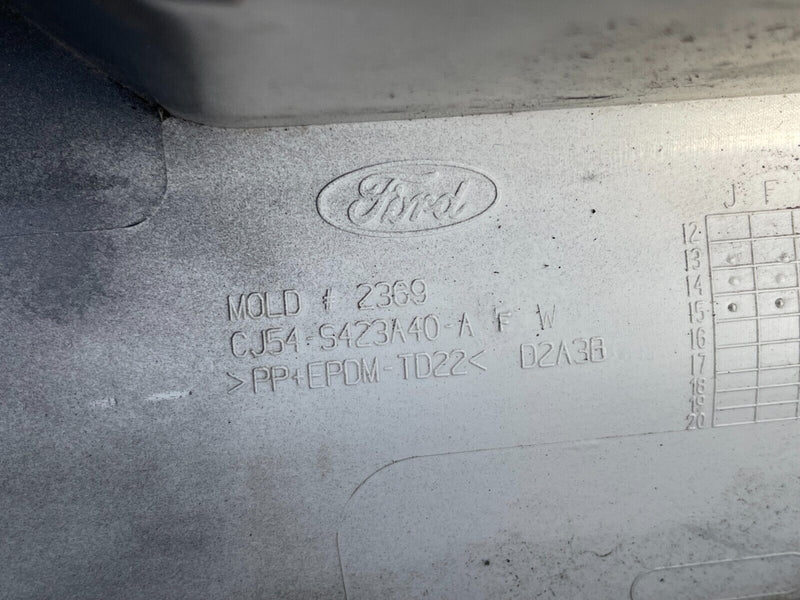 Ford
MOLD # 2369
CJ54-S423A40-A F W
>PP+EPDM-TD22< D2A3B
J F
12
13
14
15
16
17
18
19
20